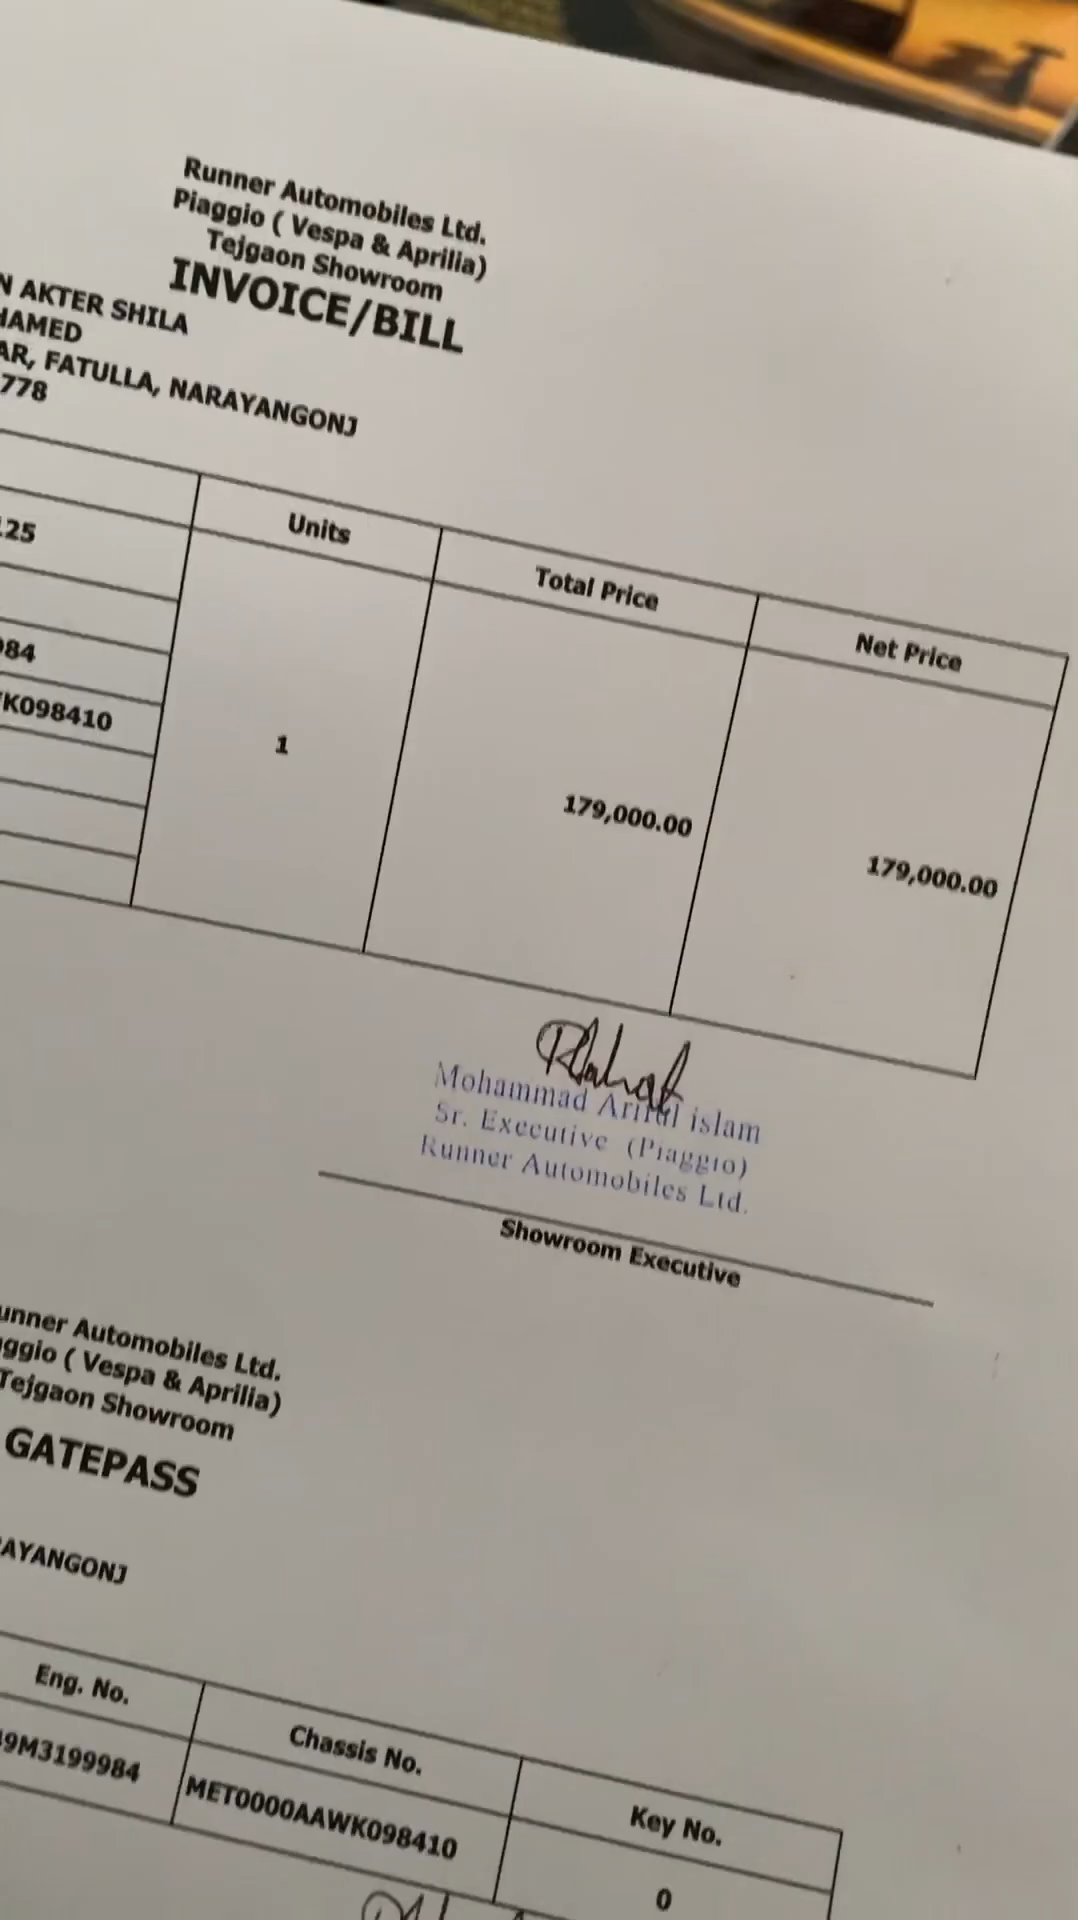 Runner Automobiles Ltd.
Piaggio ( Vespa & Aprilia)
Tejgaon Showroom
INVOICE/BILL
N AKTER SHILA
HAMED
AR, FATULLA, NARAYANGONJ
778
Units
Total Price
Net Price
125
984
K098410
1
179,000.00
179,000.00
Mohammad Ariful islam
Sr. Executive (Piaggio)
Runner Automobiles Ltd.
Showroom Executive
unner Automobiles Ltd.
aggio ( Vespa & Aprilia)
Tejgaon Showroom
GATEPASS
AYANGONJ
Eng. No.
Chassis No.
Key No.
9M3199984
MET0000AAWK098410
0